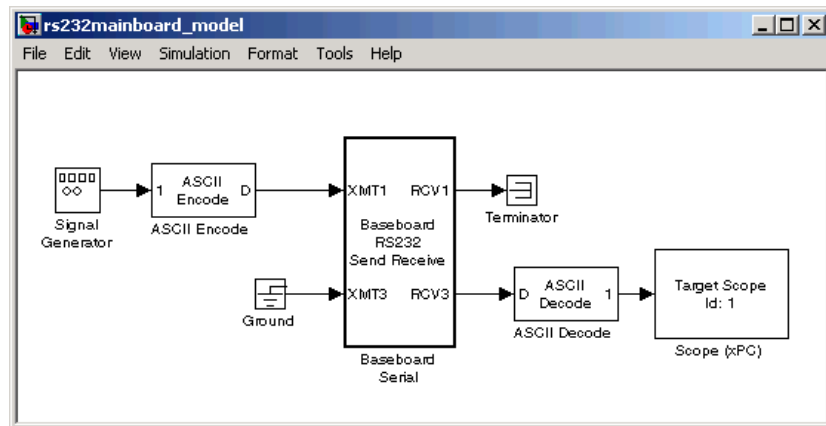 rs232mainboard_model
File Edit View Simulation Format Tools Help
Signal
Generator
1 ASCII Encode D
ASCII Encode
XMT1 RCV1
Baseboard
RS232
Send Receive
XMT3 RCV3
Baseboard
Serial
Terminator
Ground
D ASCII Decode 1
ASCII Decode
Target Scope
Id: 1
Scope (xPC)